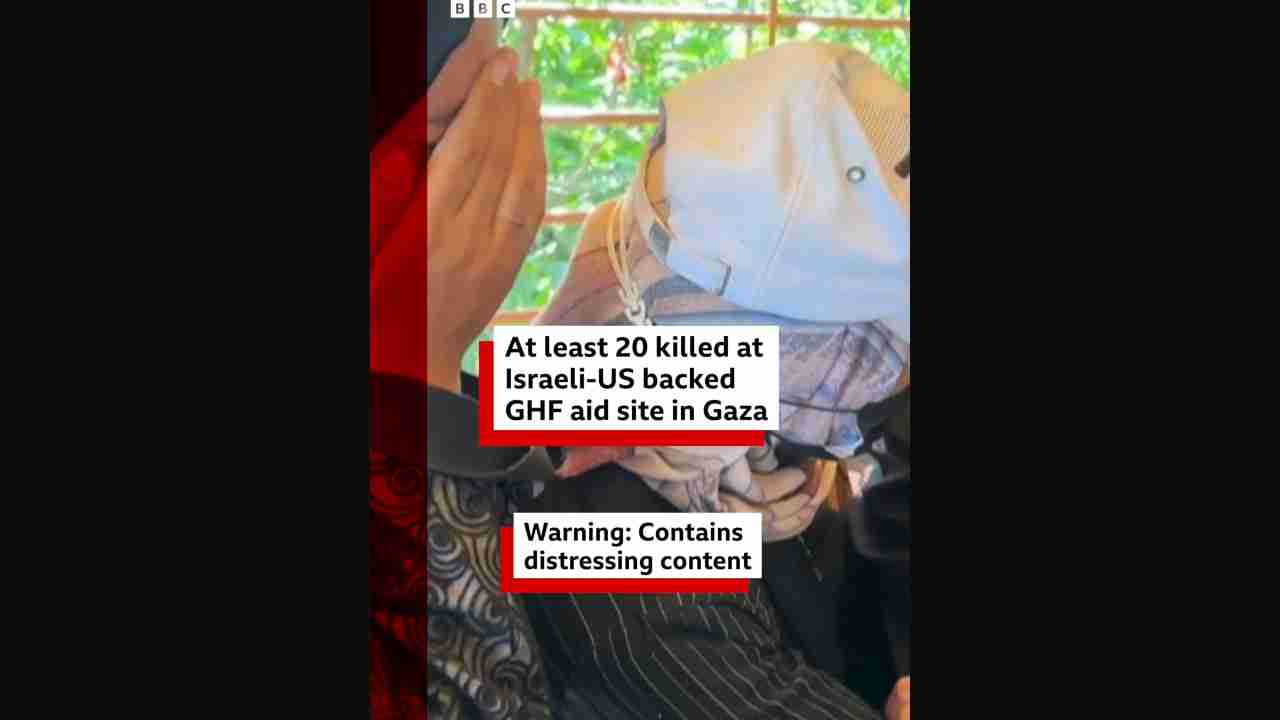 BBC
At least 20 killed at
Israeli-US backed
GHF aid site in Gaza
Warning: Contains
distressing content